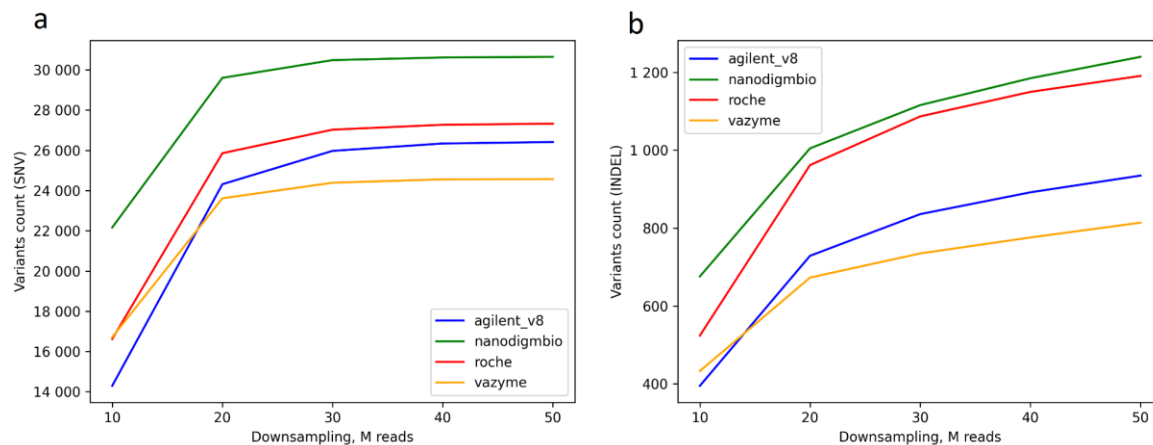 a
30 000
28 000
26 000
24 000
22 000
20 000
18 000
16 000
14 000
Variants count (SNV)
10 20 30 40 50
Downsampling, M reads
agilent_v8
nanodigmbio
roche
vazyme
b
1 200
1 000
800
600
400
Variants count (INDEL)
10 20 30 40 50
Downsampling, M reads
agilent_v8
nanodigmbio
roche
vazyme